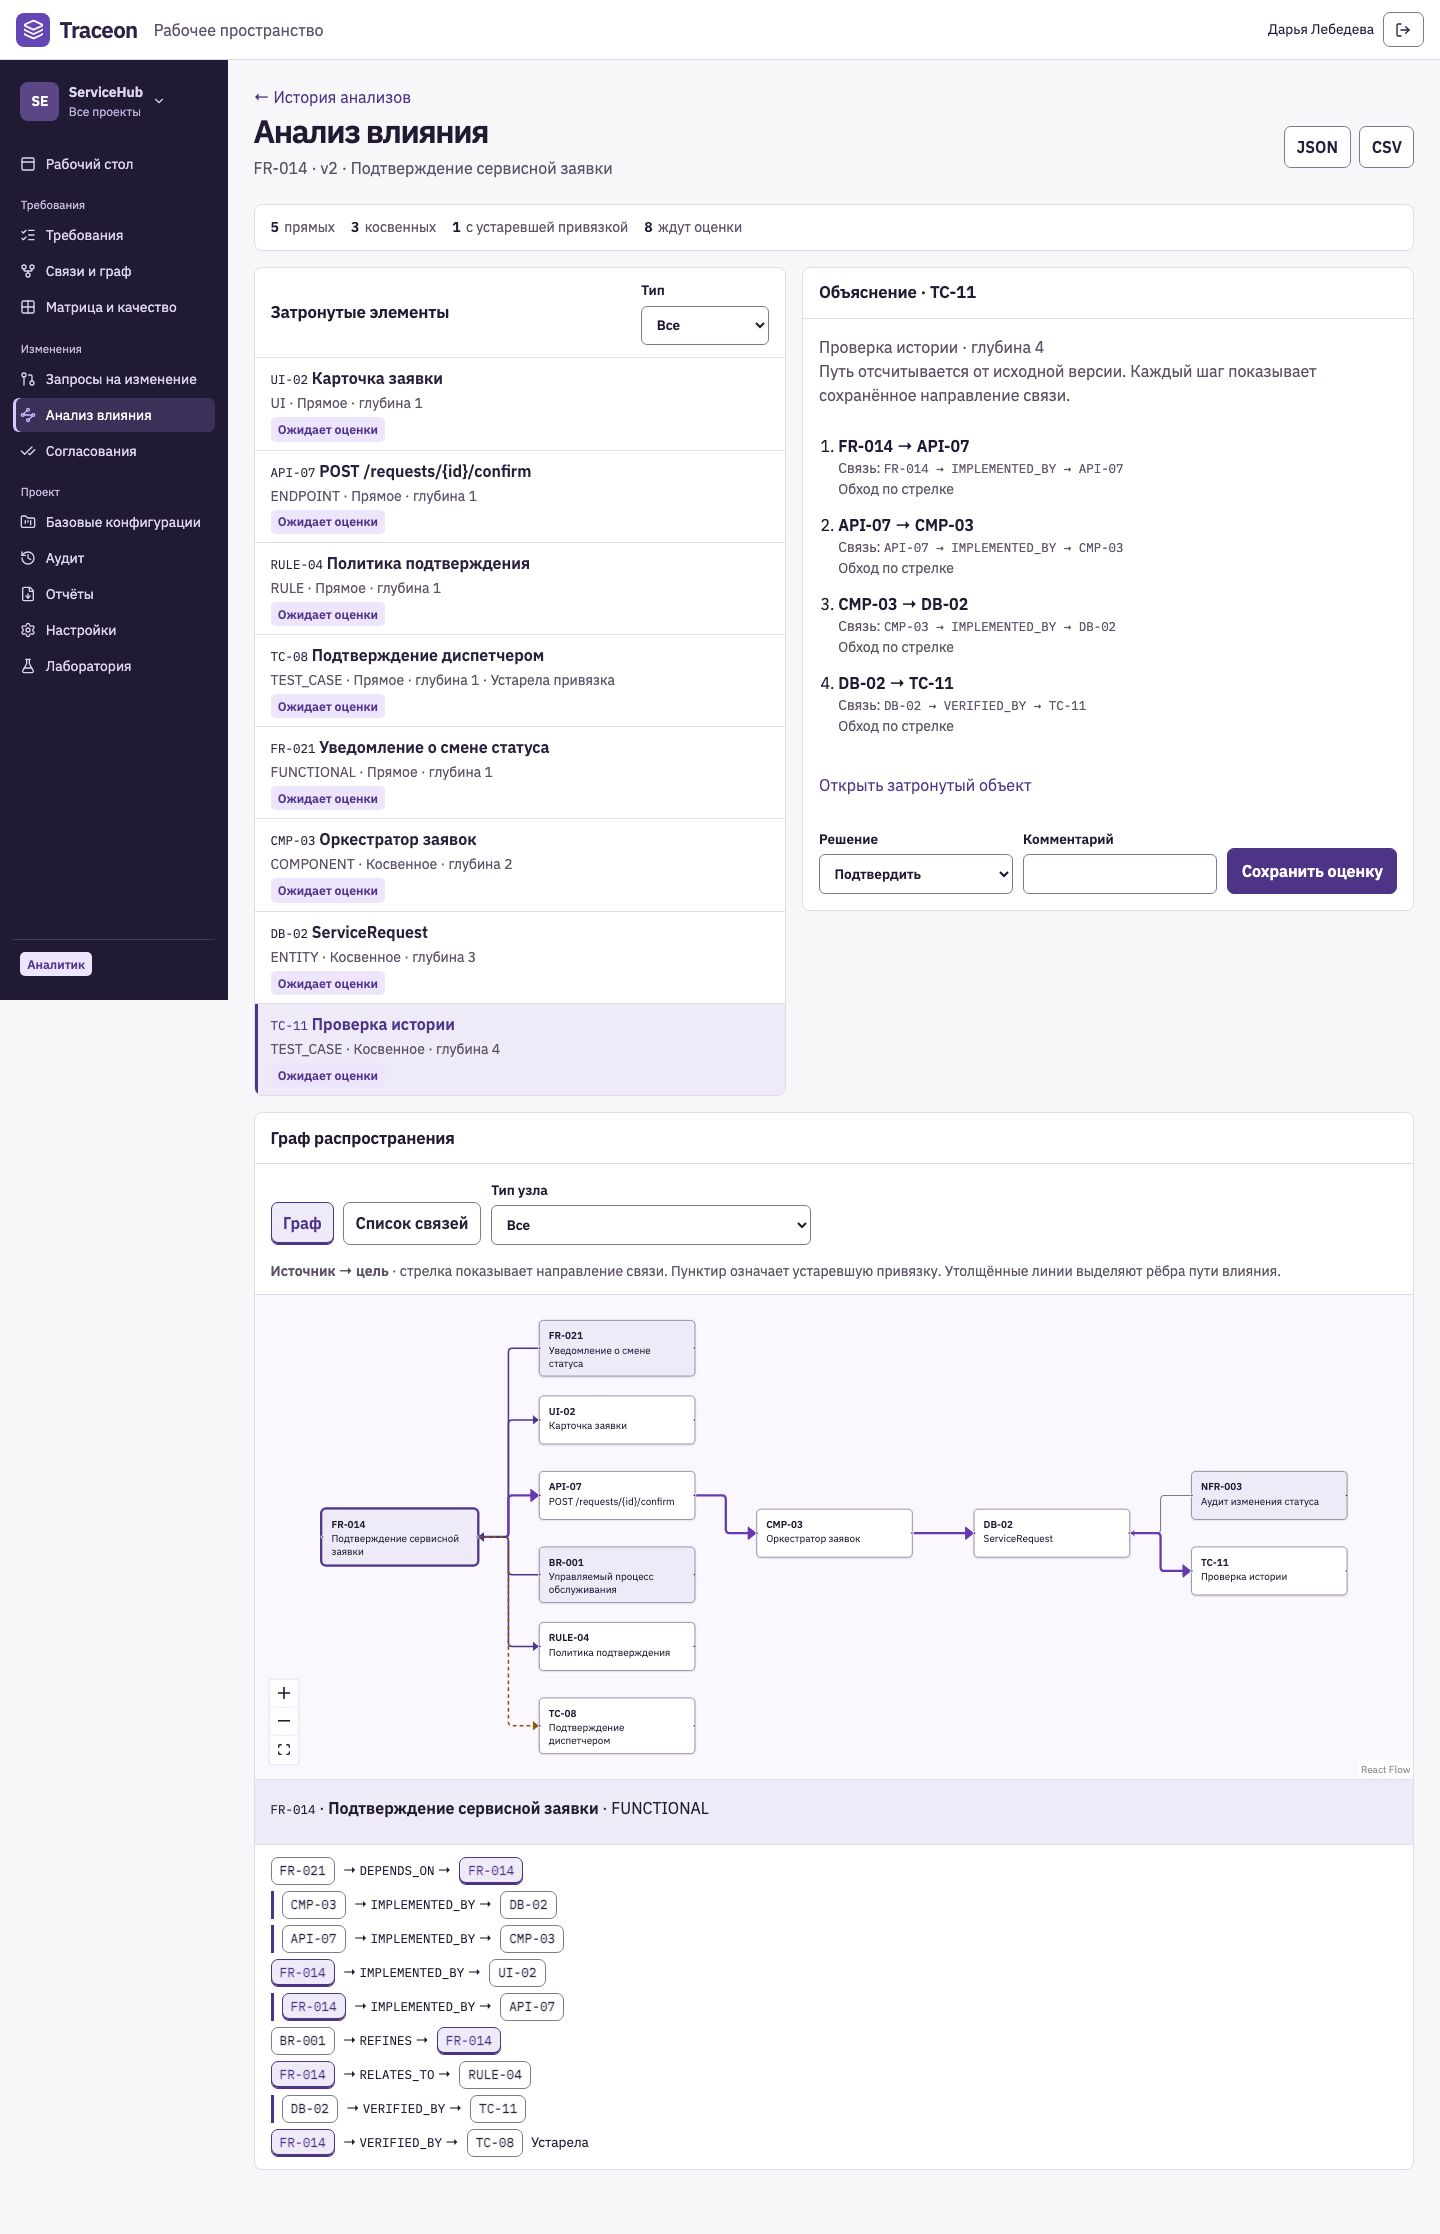 Traceon
Рабочее пространство
Дарья Лебедева
SE
ServiceHub
Все проекты
Рабочий стол
Требования
Требования
Связи и граф
Матрица и качество
Изменения
Запросы на изменение
Анализ влияния
Согласования
Проект
Базовые конфигурации
Аудит
Отчёты
Настройки
Лаборатория
Аналитик
← История анализов
Анализ влияния
FR-014 · v2 · Подтверждение сервисной заявки
JSON
CSV
5 прямых 3 косвенных 1 с устаревшей привязкой 8 ждут оценки
Затронутые элементы
Тип
Все
UI-02 Карточка заявки
UI · Прямое · глубина 1
Ожидает оценки
API-07 POST /requests/{id}/confirm
ENDPOINT · Прямое · глубина 1
Ожидает оценки
RULE-04 Политика подтверждения
RULE · Прямое · глубина 1
Ожидает оценки
TC-08 Подтверждение диспетчером
TEST_CASE · Прямое · глубина 1 · Устарела привязка
Ожидает оценки
FR-021 Уведомление о смене статуса
FUNCTIONAL · Прямое · глубина 1
Ожидает оценки
CMP-03 Оркестратор заявок
COMPONENT · Косвенное · глубина 2
Ожидает оценки
DB-02 ServiceRequest
ENTITY · Косвенное · глубина 3
Ожидает оценки
TC-11 Проверка истории
TEST_CASE · Косвенное · глубина 4
Ожидает оценки
Объяснение · TC-11
Проверка истории · глубина 4
Путь отсчитывается от исходной версии. Каждый шаг показывает
сохранённое направление связи.
1. FR-014 → API-07
Связь: FR-014 → IMPLEMENTED_BY → API-07
Обход по стрелке
2. API-07 → CMP-03
Связь: API-07 → IMPLEMENTED_BY → CMP-03
Обход по стрелке
3. CMP-03 → DB-02
Связь: CMP-03 → IMPLEMENTED_BY → DB-02
Обход по стрелке
4. DB-02 → TC-11
Связь: DB-02 → VERIFIED_BY → TC-11
Обход по стрелке
Открыть затронутый объект
Решение
Подтвердить
Комментарий
Сохранить оценку
Граф распространения
Граф
Список связей
Тип узла
Все
Источник → цель · стрелка показывает направление связи. Пунктир означает устаревшую привязку. Утолщённые линии выделяют рёбра пути влияния.
FR-014
Подтверждение сервисной
заявки
FR-021
Уведомление о смене
статуса
UI-02
Карточка заявки
API-07
POST /requests/{id}/confirm
BR-001
Управляемый процесс
обслуживания
RULE-04
Политика подтверждения
TC-08
Подтверждение
диспетчером
CMP-03
Оркестратор заявок
DB-02
ServiceRequest
NFR-003
Аудит изменения статуса
TC-11
Проверка истории
React Flow
FR-014 · Подтверждение сервисной заявки · FUNCTIONAL
FR-021 → DEPENDS_ON → FR-014
CMP-03 → IMPLEMENTED_BY → DB-02
API-07 → IMPLEMENTED_BY → CMP-03
FR-014 → IMPLEMENTED_BY → UI-02
FR-014 → IMPLEMENTED_BY → API-07
BR-001 → REFINES → FR-014
FR-014 → RELATES_TO → RULE-04
DB-02 → VERIFIED_BY → TC-11
FR-014 → VERIFIED_BY → TC-08 Устарела